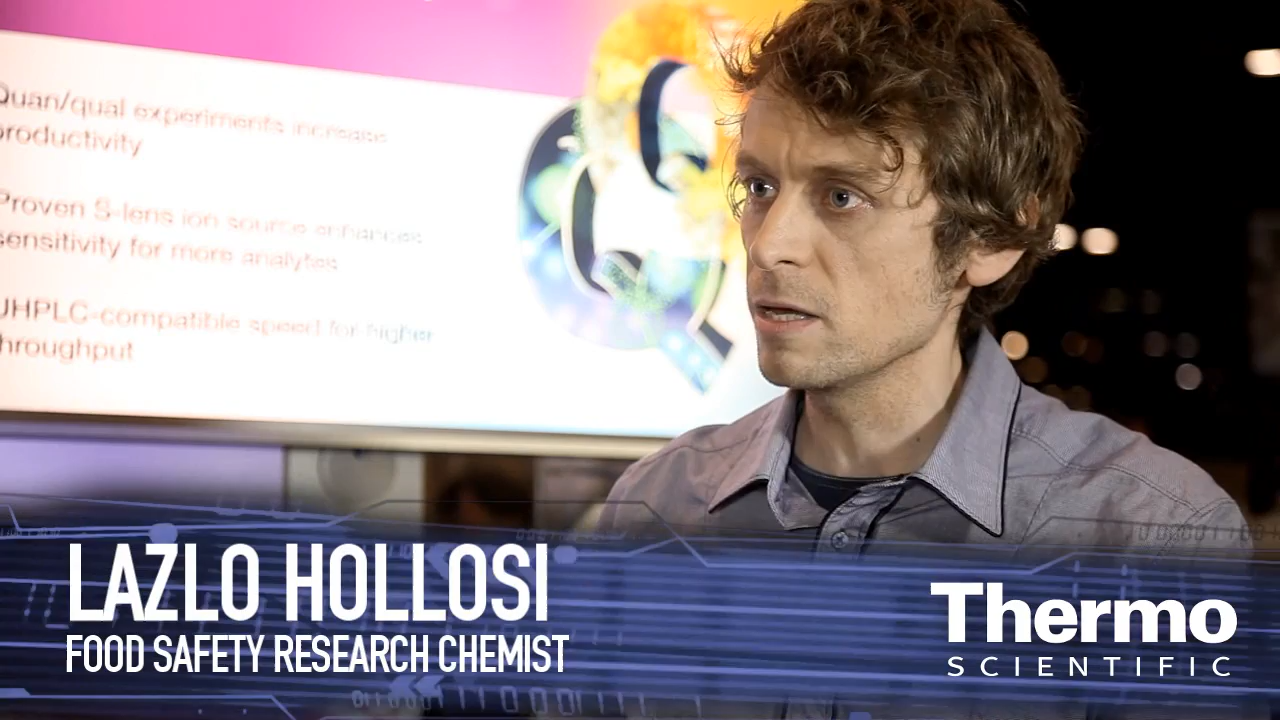 Quan/qual experiments increase
productivity
Proven S-lens ion source enhances
sensitivity for more analytes
UHPLC-compatible speed for higher
throughput
LAZLO HOLLOSI
FOOD SAFETY RESEARCH CHEMIST
Thermo
SCIENTIFIC